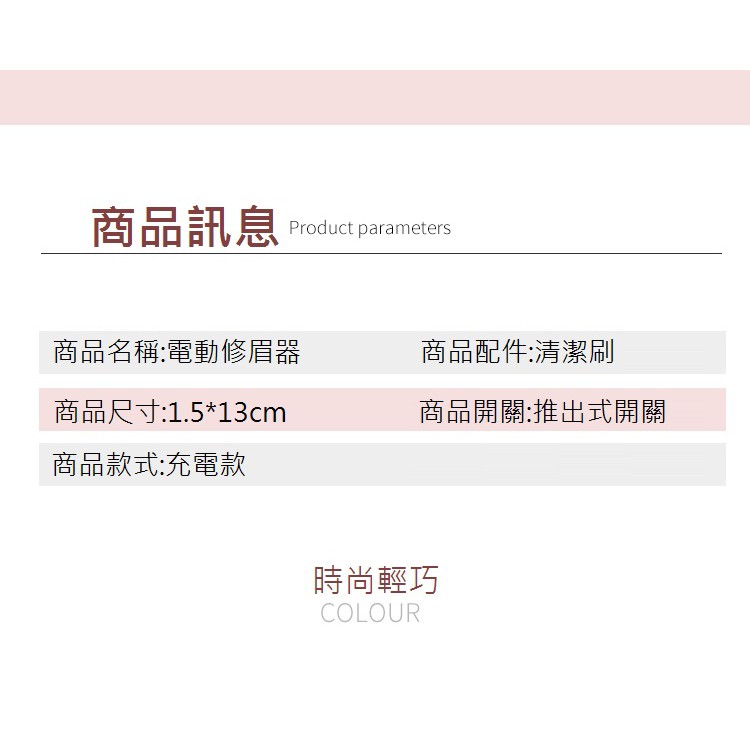 商品訊息 Product parameters
商品名稱:電動修眉器 商品配件:清潔刷
商品尺寸:1.5*13cm 商品開關:推出式開關
商品款式:充電款
時尚輕巧
COLOUR